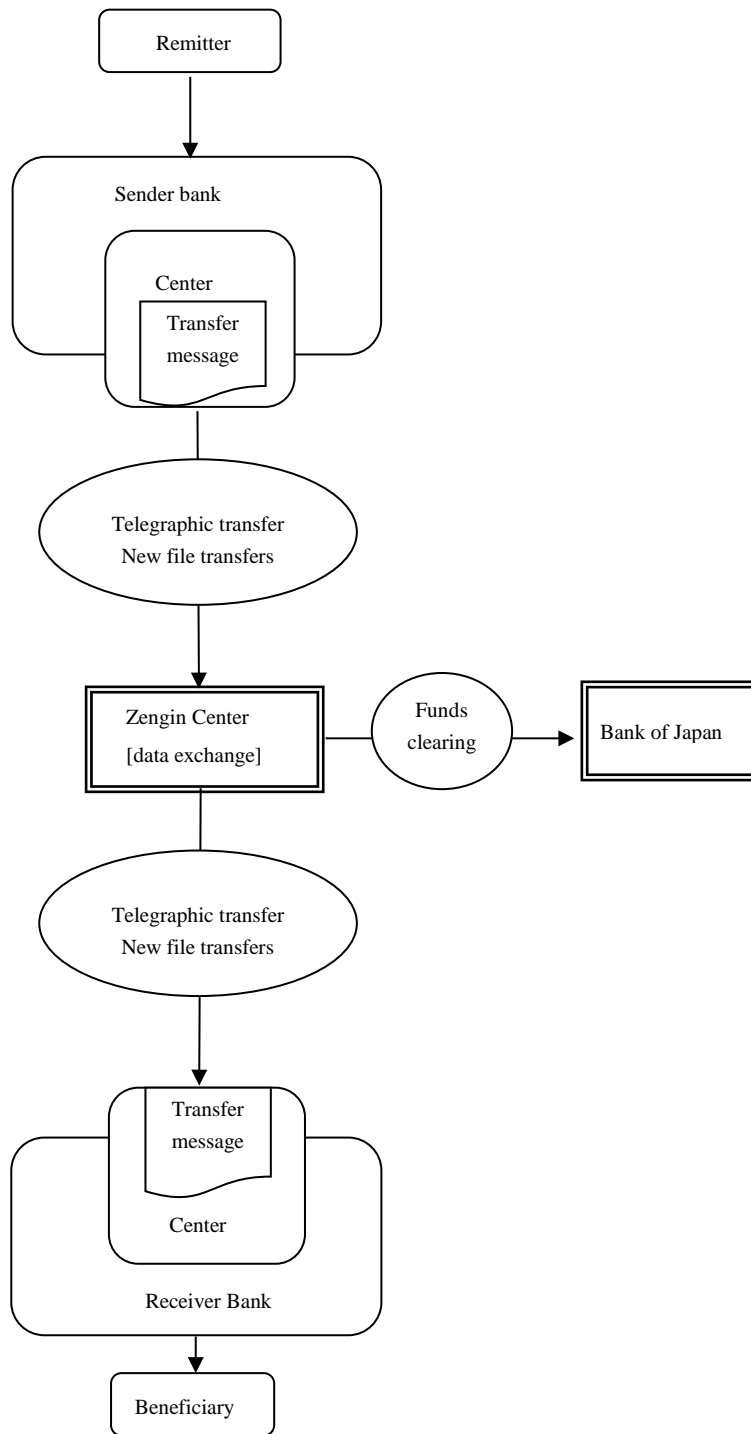 Remitter
Sender bank
Center
Transfer
message
Telegraphic transfer
New file transfers
Zengin Center
[data exchange]
Funds
clearing
Bank of Japan
Telegraphic transfer
New file transfers
Transfer
message
Center
Receiver Bank
Beneficiary